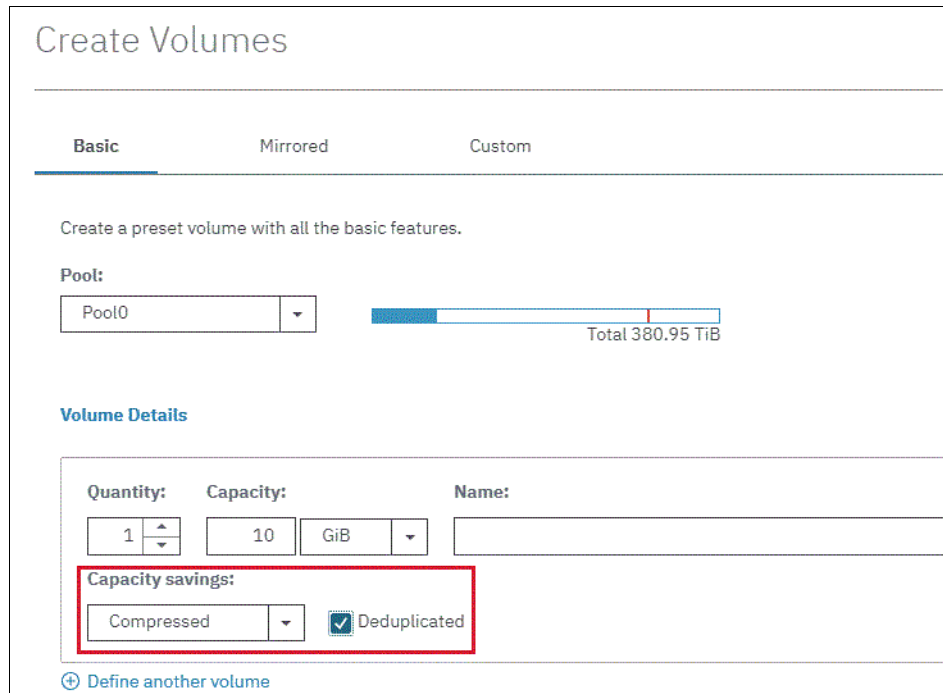 Create Volumes
Basic Mirrored Custom
Create a preset volume with all the basic features.
Pool:
Pool0
Total 380.95 TiB
Volume Details
Quantity: Capacity: Name:
1 10 GiB
Capacity savings:
Compressed Deduplicated
Define another volume